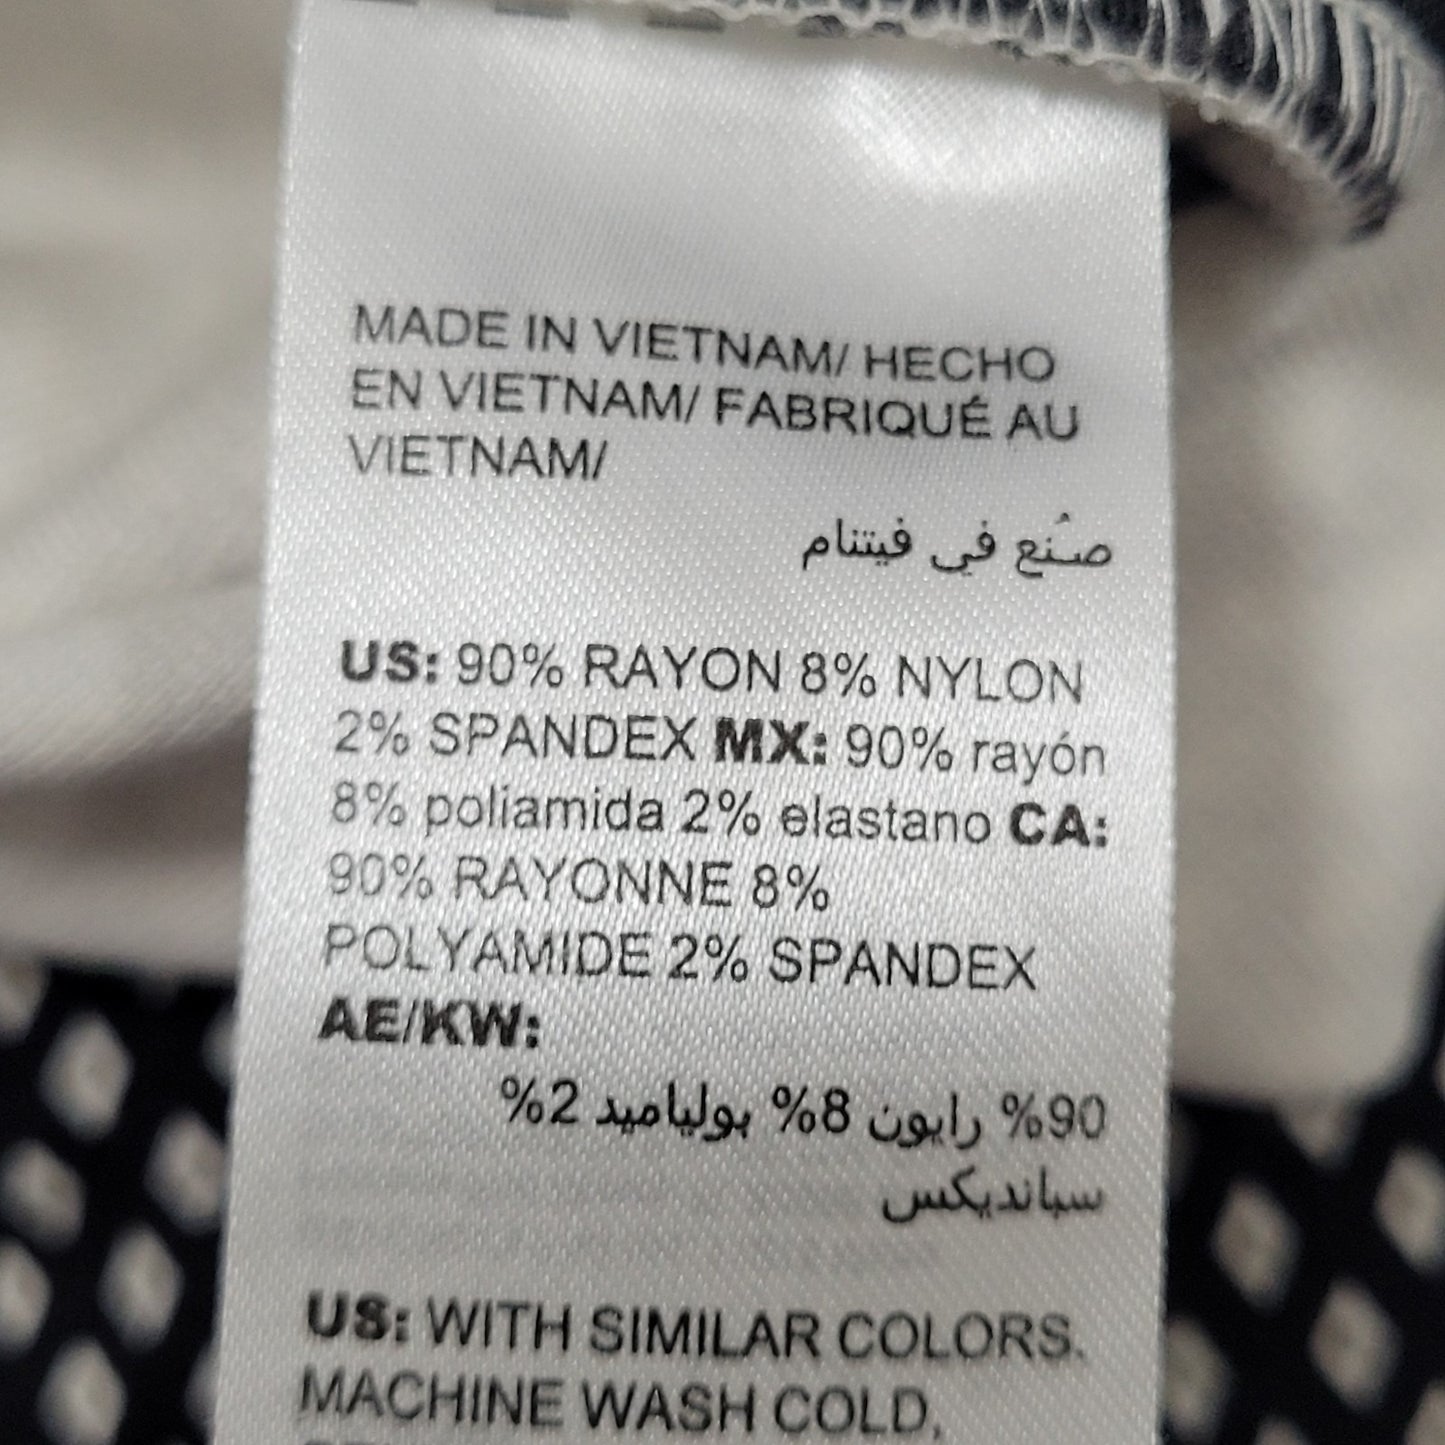 MADE IN VIETNAM/ HECHO
EN VIETNAM/ FABRIQUÉ AU
VIETNAM/
صُنع في فيتنام
US: 90% RAYON 8% NYLON
2% SPANDEX MX: 90% rayón
8% poliamida 2% elastano CA:
90% RAYONNE 8%
POLYAMIDE 2% SPANDEX
AE/KW:
90% رايون 8% بولياميد 2%
سبانديكس
US: WITH SIMILAR COLORS.
MACHINE WASH COLD,